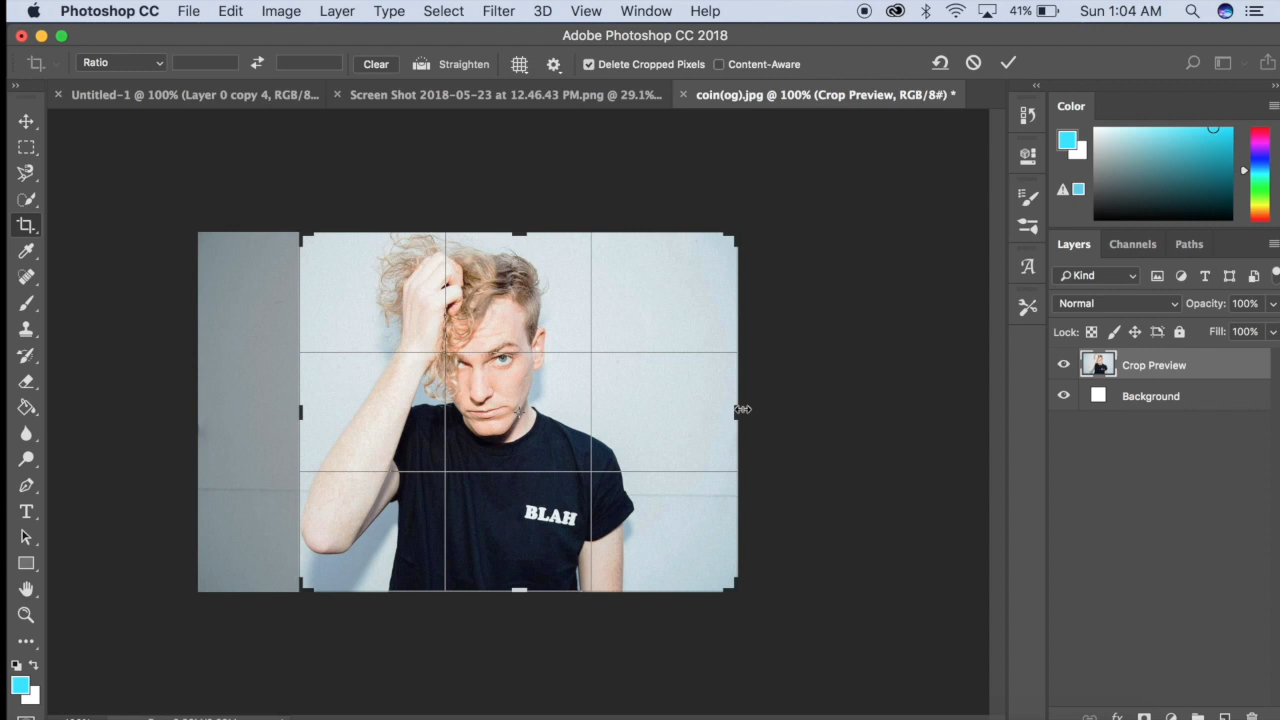 Photoshop CC File Edit Image Layer Type Select Filter 3D View Window Help 41% Sun 1:04 AM
Adobe Photoshop CC 2018
Ratio Clear Straighten Delete Cropped Pixels Content-Aware
Untitled-1 @ 100% (Layer 0 copy 4, RGB/8... Screen Shot 2018-05-23 at 12.46.43 PM.png @ 29.1%... coin(og).jpg @ 100% (Crop Preview, RGB/8#) *
Color
Layers Channels Paths
Kind
Normal Opacity: 100%
Lock: Fill: 100%
Crop Preview
Background
BLAH